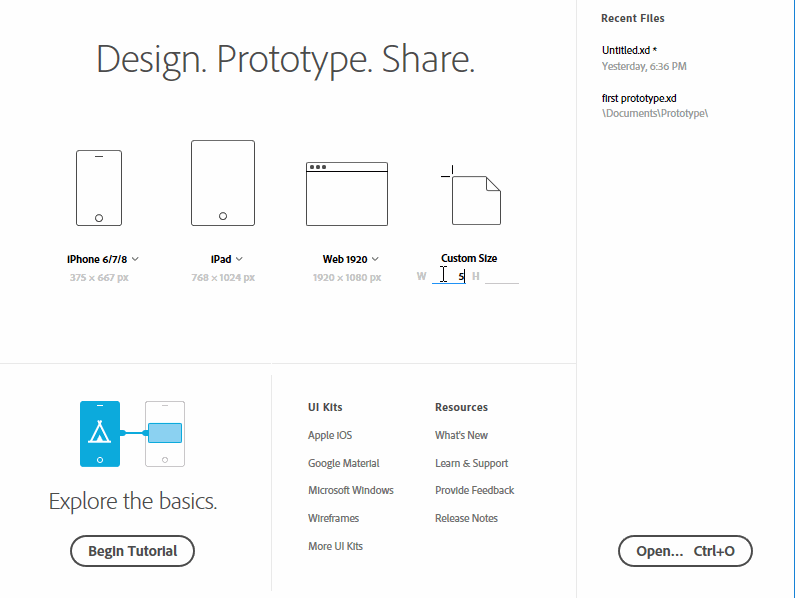 Design. Prototype. Share.
iPhone 6/7/8
375 × 667 px
iPad
768 × 1024 px
Web 1920
1920 × 1080 px
Custom Size
W 5 H
Explore the basics.
Begin Tutorial
UI Kits
Apple iOS
Google Material
Microsoft Windows
Wireframes
More UI Kits
Resources
What's New
Learn & Support
Provide Feedback
Release Notes
Recent Files
Untitled.xd *
Yesterday, 6:36 PM
first prototype.xd
\Documents\Prototype\
Open... Ctrl+O